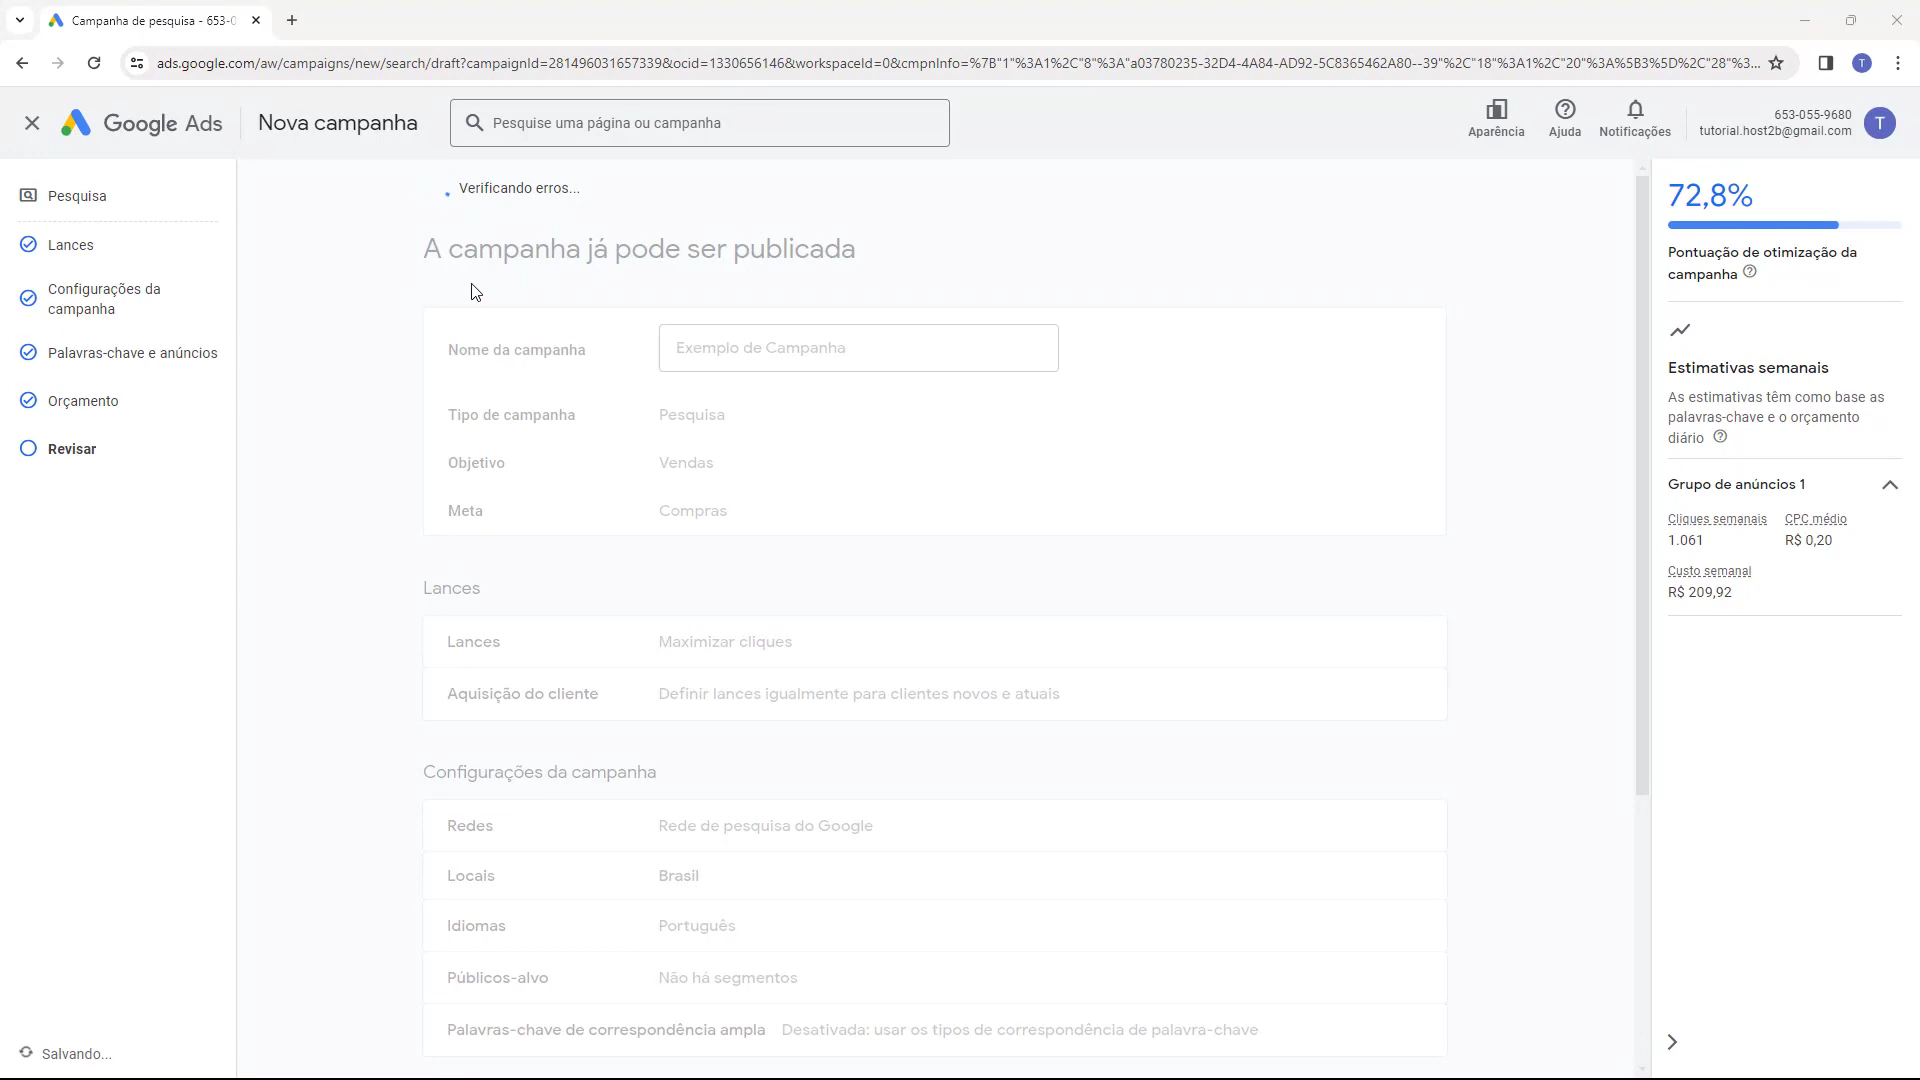 Campanha de pesquisa - 653-0
ads.google.com/aw/campaigns/new/search/draft?campaignId=281496031657339&ocid=1330656146&workspaceId=0&cmpnInfo=%7B"1"%3A1%2C"8"%3A"a03780235-32D4-4A84-AD92-5C8365462A80--39"%2C"18"%3A1%2C"20"%3A%5B3%5D%2C"28"%3...
T
Google Ads
Nova campanha
Pesquise uma página ou campanha
Aparência
Ajuda
Notificações
653-055-9680
tutorial.host2b@gmail.com
T
Pesquisa
Lances
Configurações da
campanha
Palavras-chave e anúncios
Orçamento
Revisar
Salvando...
Verificando erros...
A campanha já pode ser publicada
Nome da campanha
Exemplo de Campanha
Tipo de campanha
Pesquisa
Objetivo
Vendas
Meta
Compras
Lances
Lances
Maximizar cliques
Aquisição do cliente
Definir lances igualmente para clientes novos e atuais
Configurações da campanha
Redes
Rede de pesquisa do Google
Locais
Brasil
Idiomas
Português
Públicos-alvo
Não há segmentos
Palavras-chave de correspondência ampla
Desativada: usar os tipos de correspondência de palavra-chave
72,8%
Pontuação de otimização da
campanha
Estimativas semanais
As estimativas têm como base as
palavras-chave e o orçamento
diário
Grupo de anúncios 1
Cliques semanais
CPC médio
1.061
R$ 0,20
Custo semanal
R$ 209,92